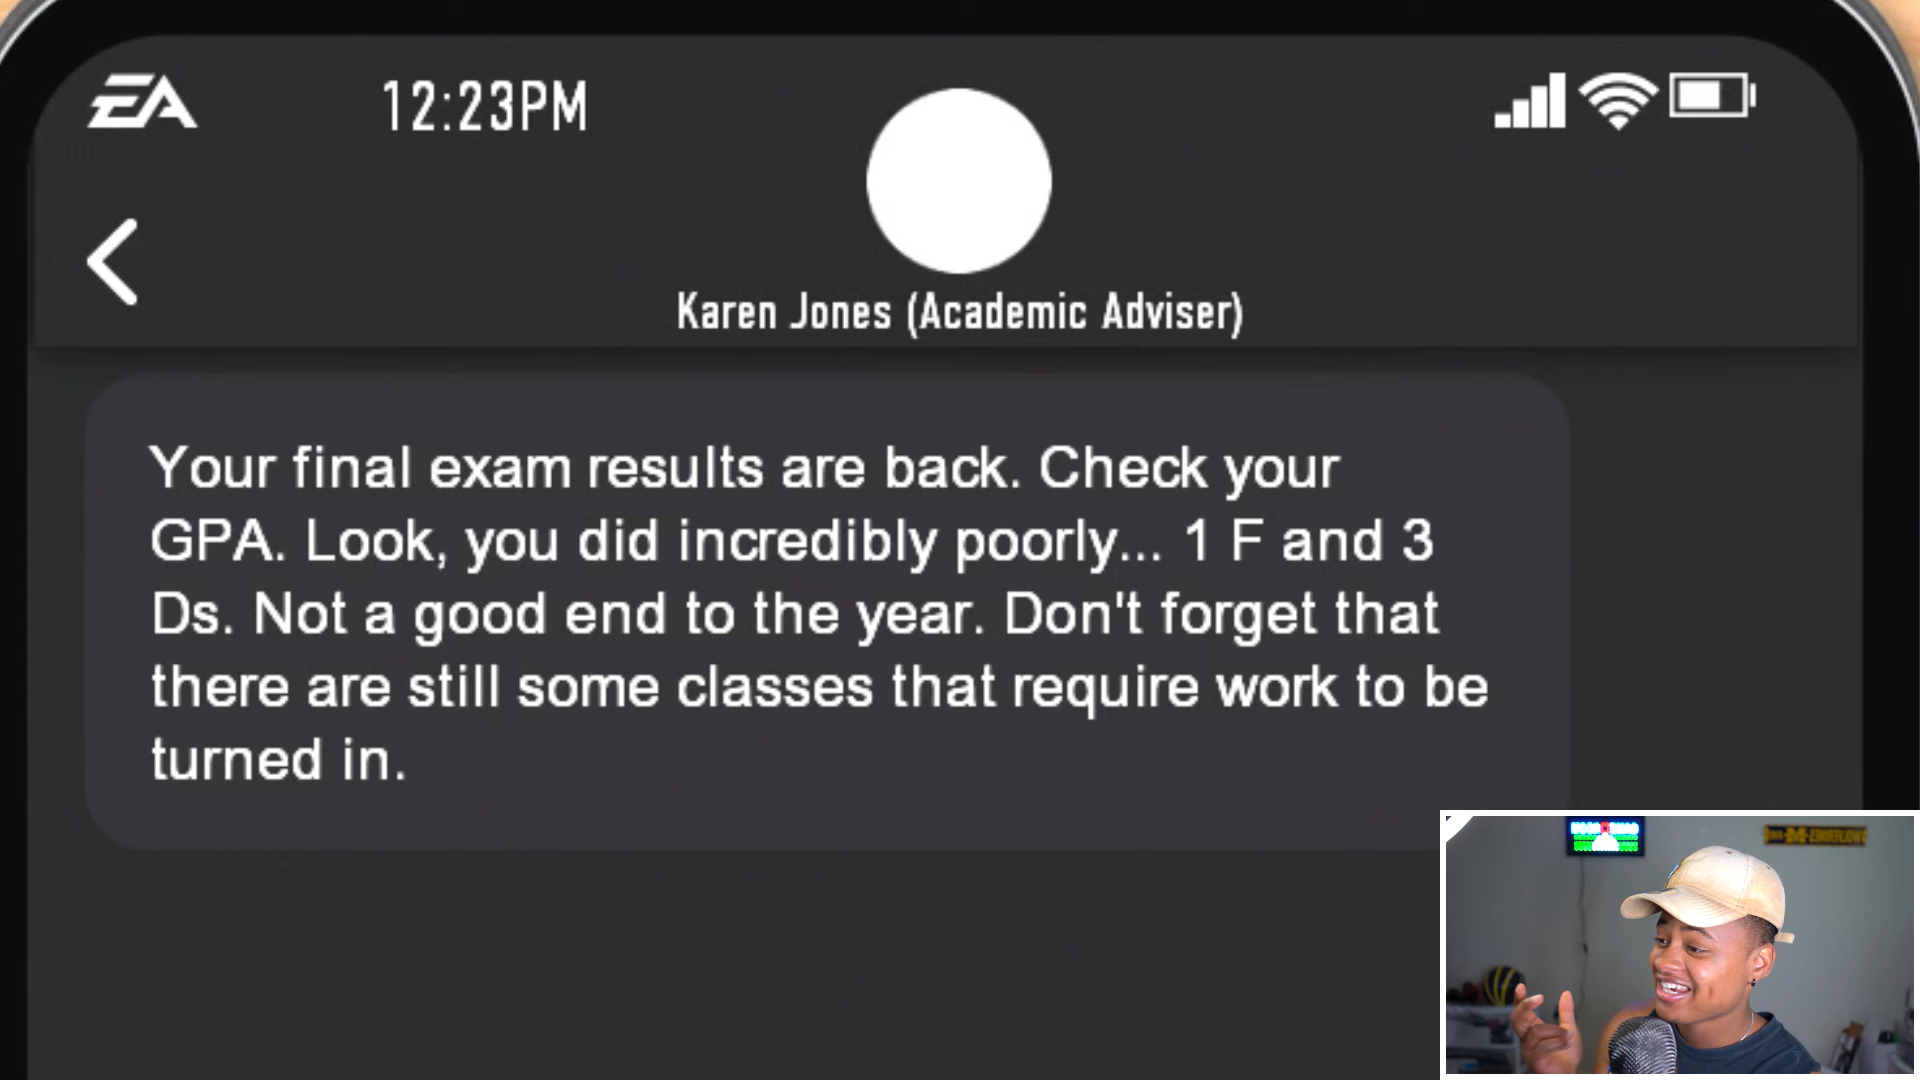 EA
12:23PM
Karen Jones (Academic Adviser)
Your final exam results are back. Check your
GPA. Look, you did incredibly poorly... 1 F and 3
Ds. Not a good end to the year. Don't forget that
there are still some classes that require work to be
turned in.